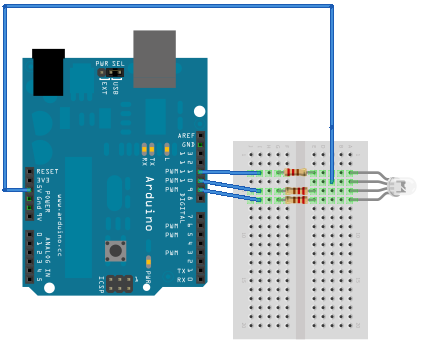 PWR SEL
EXT
USB
AREF
GND
RX
TX
L
13
12
PWM 11
PWM 10
PWM 9
8
7
PWM 6
PWM 5
4
PWM 3
2
TX 1
RX 0
DIGITAL
RESET
3V3
5V
Gnd
9V
POWER
www.arduino.cc
Arduino
ANALOG IN
0
1
2
3
4
5
ICSP
1
PWR